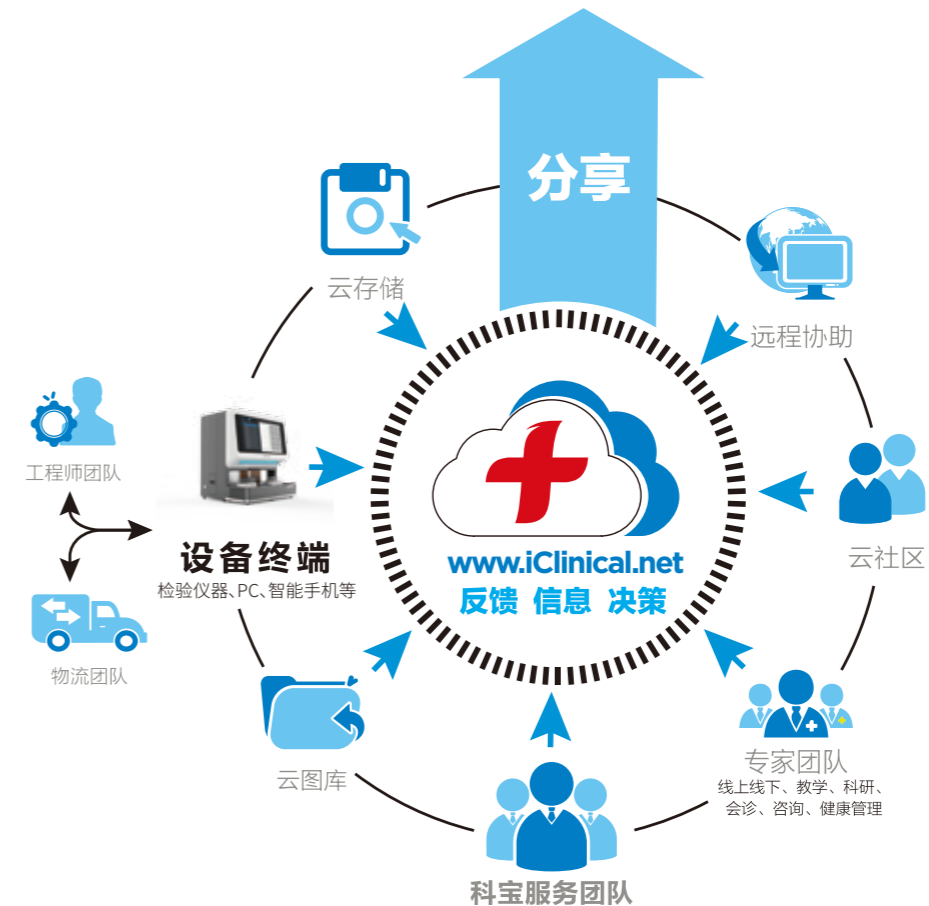 分享
云存储
远程协助
工程师团队
设备终端
检验仪器、PC、智能手机等
www.iClinical.net
反馈 信息 决策
云社区
物流团队
云图库
专家团队
线上线下、教学、科研、
会诊、咨询、健康管理
科宝服务团队